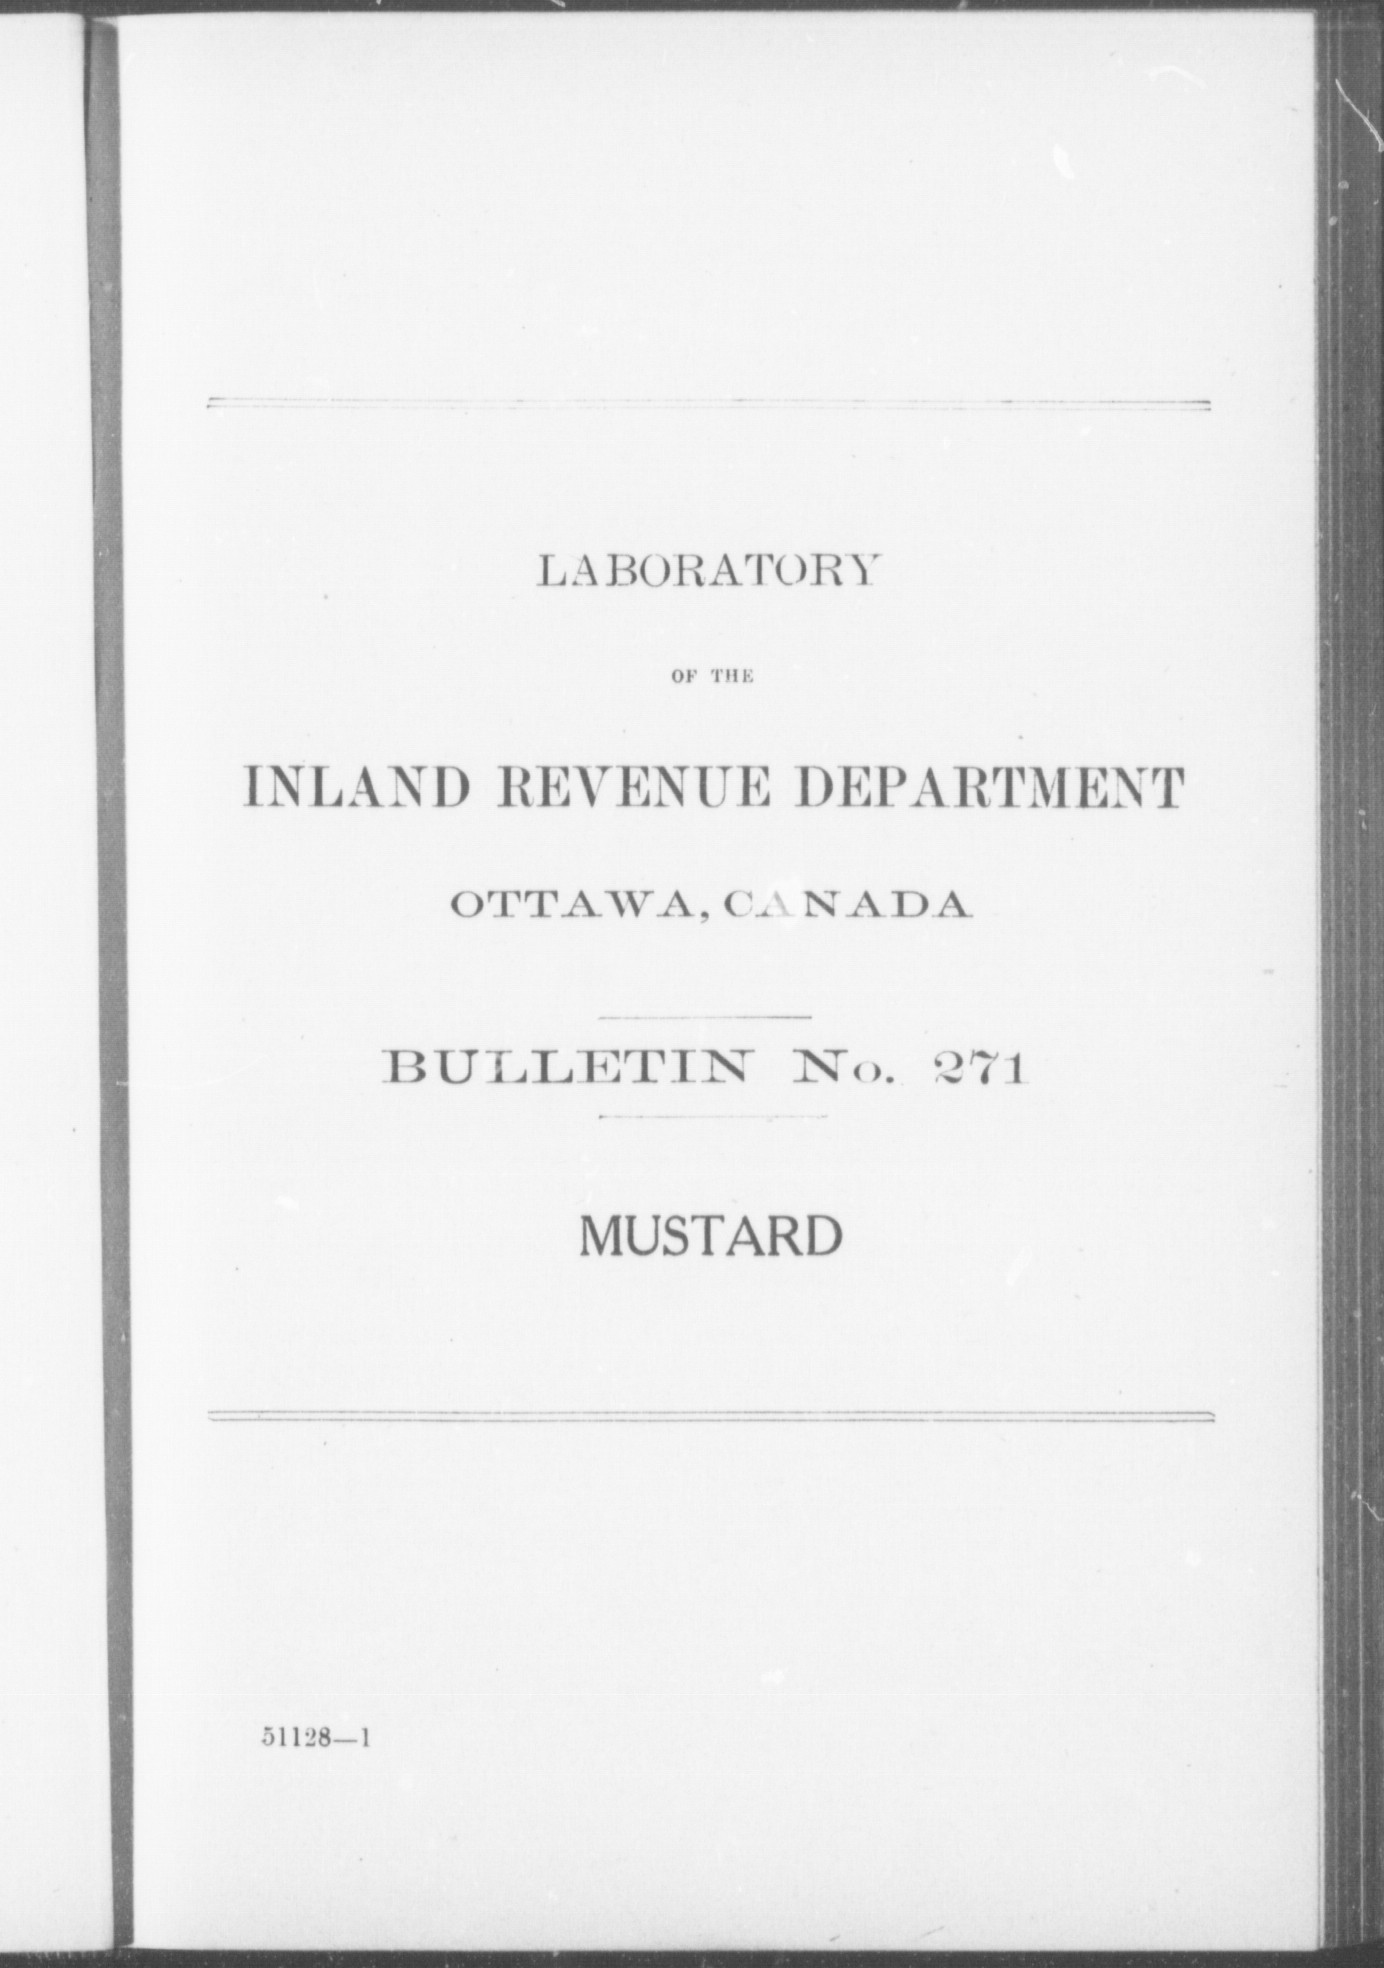 LABORATORY
OF THE
INLAND REVENUE DEPARTMENT
OTTAWA, CANADA
BULLETIN No. 271
MUSTARD
51128—1